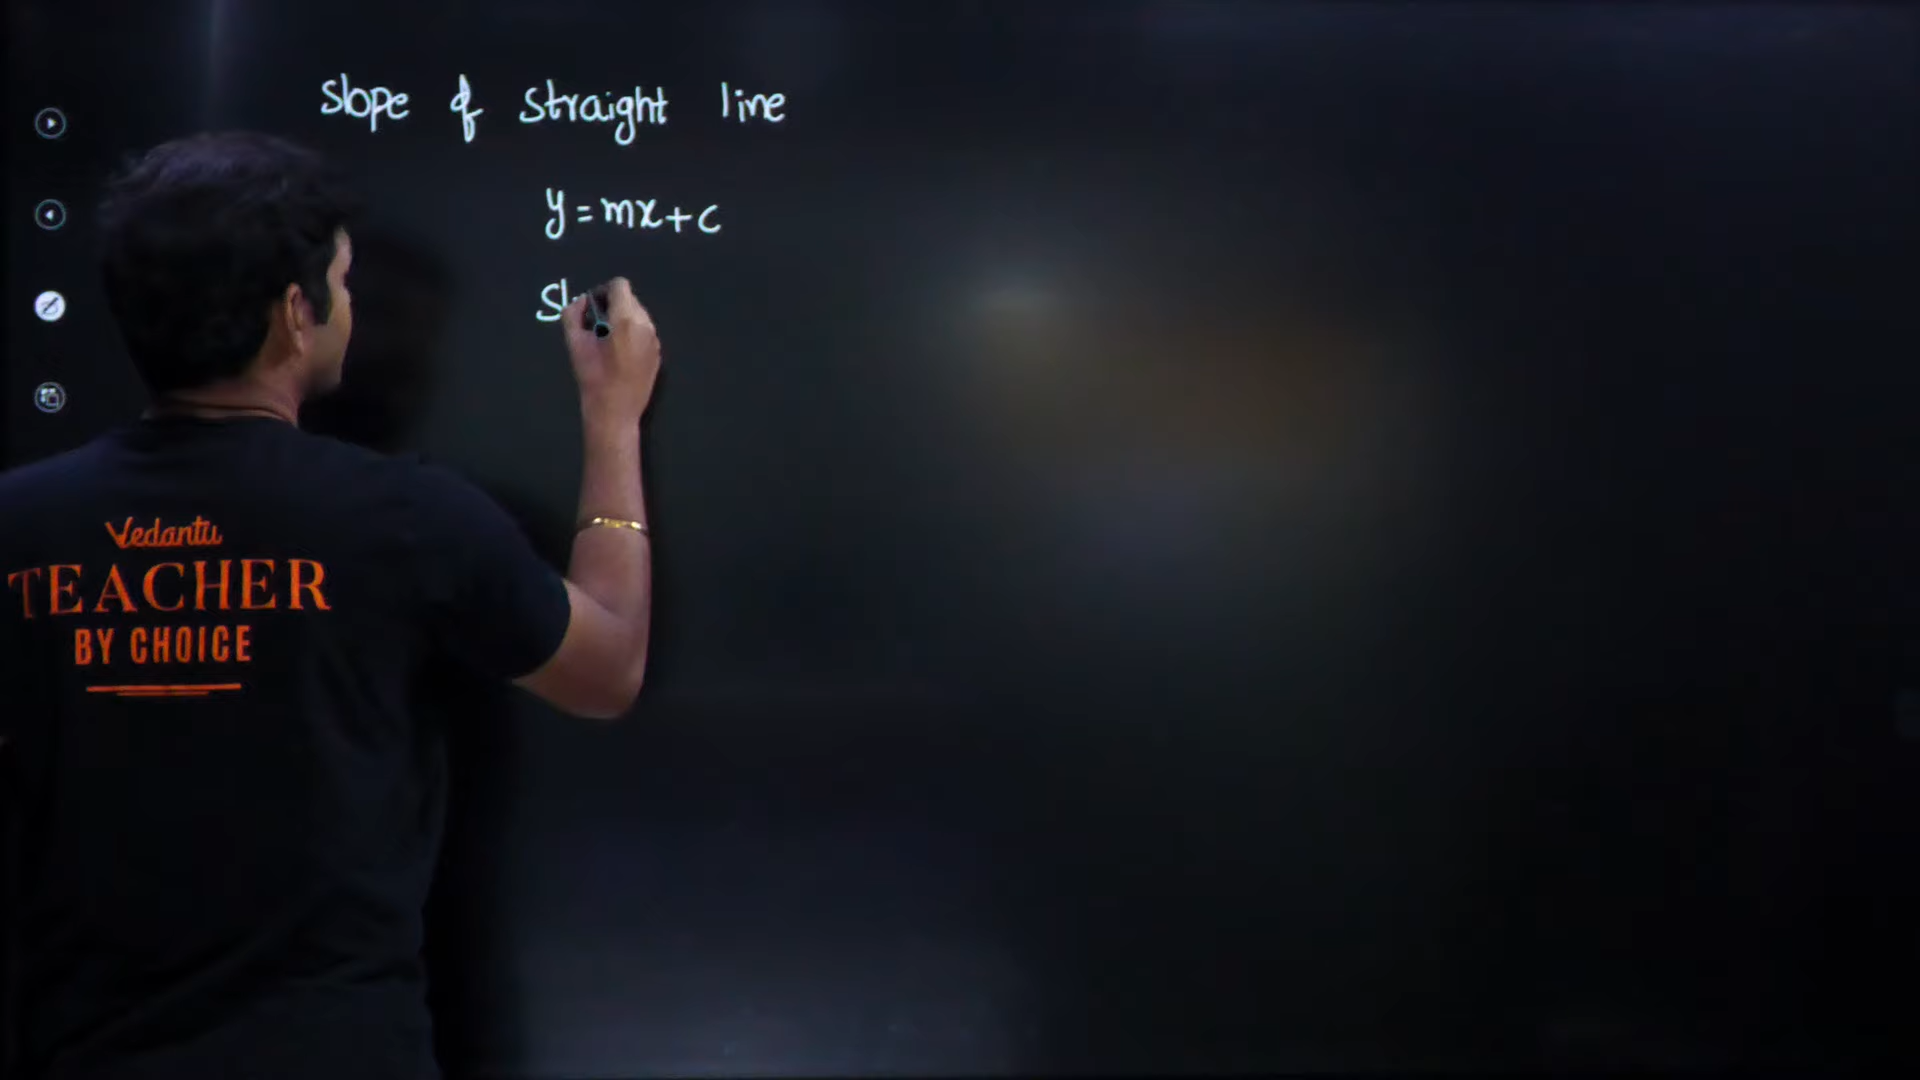 Slope of straight line
y=mx+c
Vedantu
TEACHER
BY CHOICE